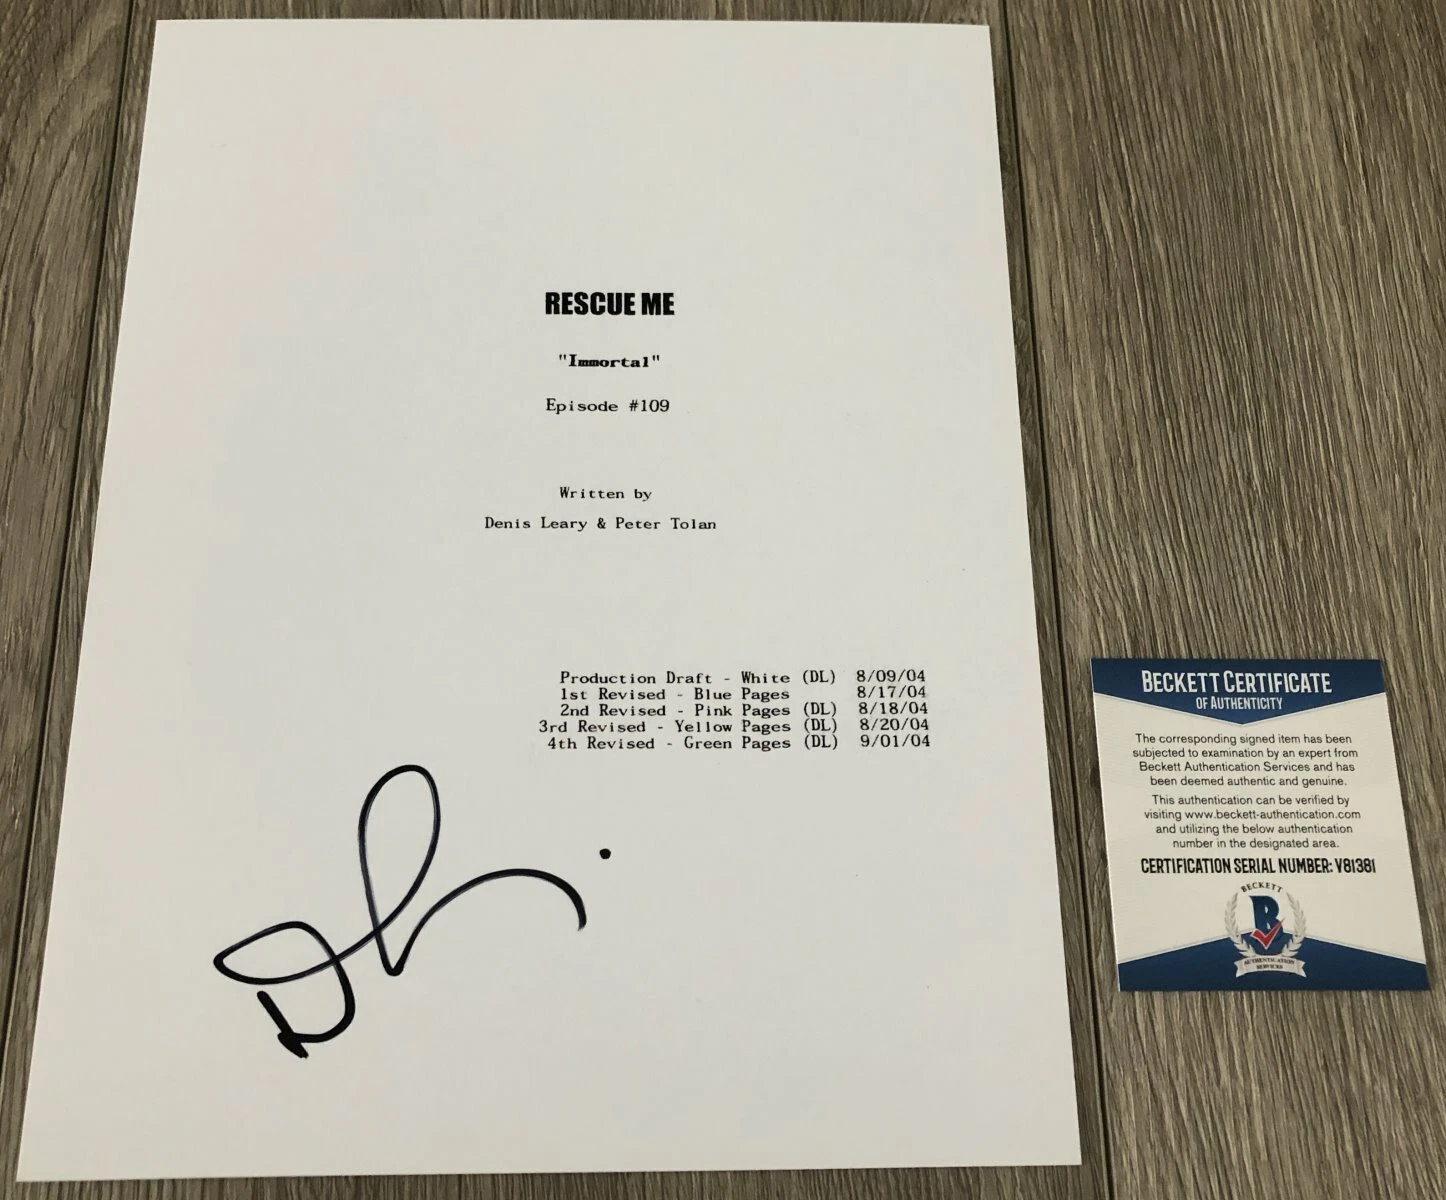 RESCUE ME
"Immortal"
Episode #109
Written by
Denis Leary & Peter Tolan
Production Draft - White (DL) 8/09/04
1st Revised - Blue Pages 8/17/04
2nd Revised - Pink Pages (DL) 8/18/04
3rd Revised - Yellow Pages (DL) 8/20/04
4th Revised - Green Pages (DL) 9/01/04
BECKETT CERTIFICATE
OF AUTHENTICITY
The corresponding signed item has been
subjected to examination by an expert from
Beckett Authentication Services and has
been deemed authentic and genuine.
This authentication can be verified by
visiting www.beckett-authentication.com
and utilizing the below authentication
number in the designated area.
CERTIFICATION SERIAL NUMBER: V81381
BECKETT
B
AUTHENTICATION
SERVICES